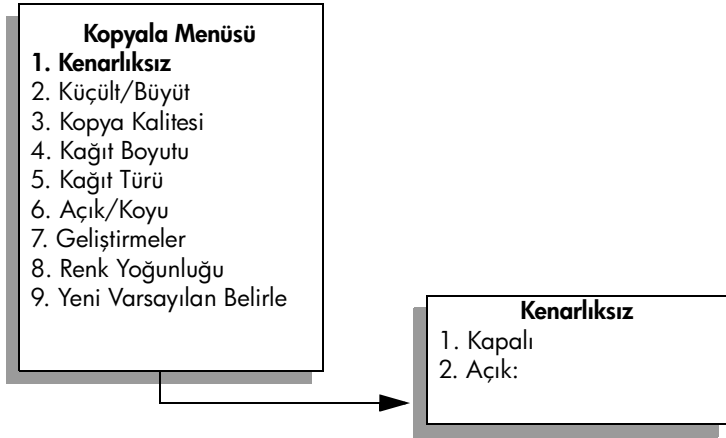 Kopyala Menüsü
1. Kenarlıksız
2. Küçült/Büyüt
3. Kopya Kalitesi
4. Kağıt Boyutu
5. Kağıt Türü
6. Açık/Koyu
7. Geliştirmeler
8. Renk Yoğunluğu
9. Yeni Varsayılan Belirle
Kenarlıksız
1. Kapalı
2. Açık: